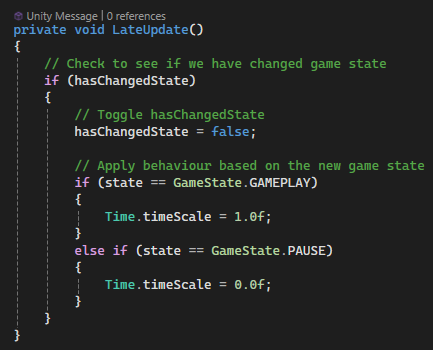 Unity Message | 0 references
private void LateUpdate()
{
    // Check to see if we have changed game state
    if (hasChangedState)
    {
        // Toggle hasChangedState
        hasChangedState = false;

        // Apply behaviour based on the new game state
        if (state == GameState.GAMEPLAY)
        {
            Time.timeScale = 1.0f;
        }
        else if (state == GameState.PAUSE)
        {
            Time.timeScale = 0.0f;
        }
    }
}